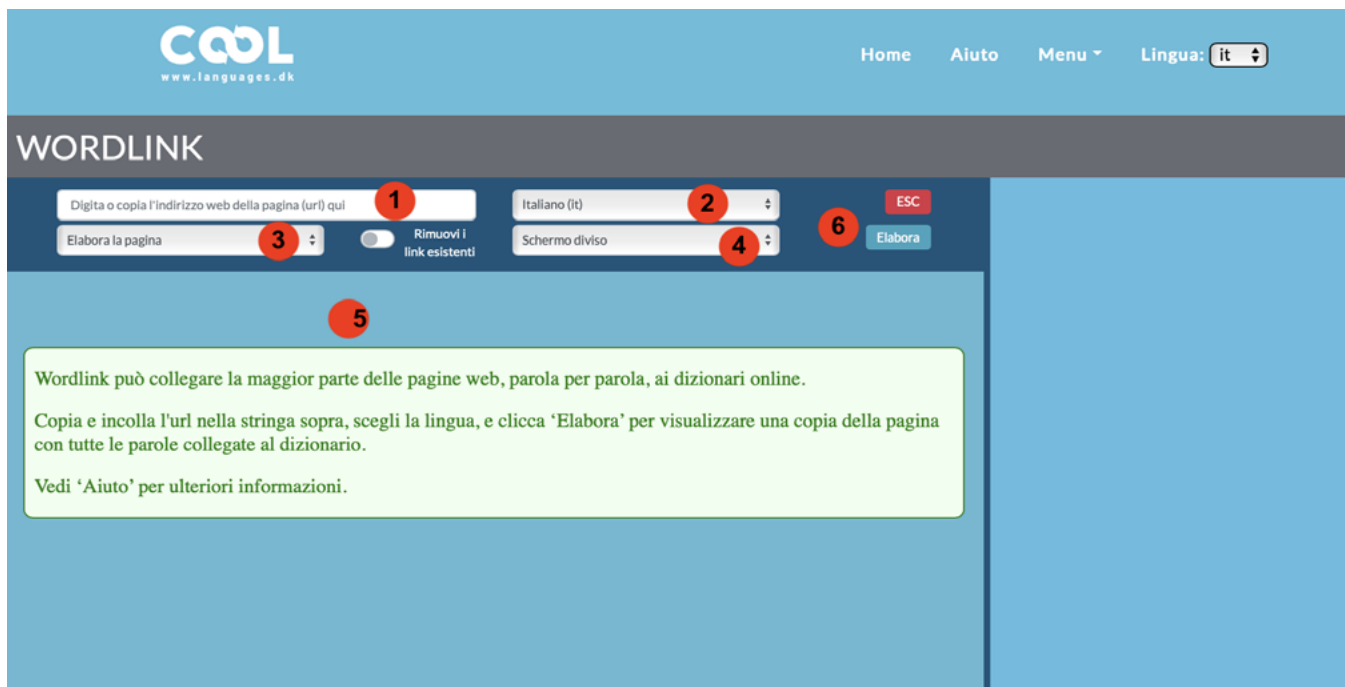 COOL
www.languages.dk
Home Aiuto Menu Lingua: it
WORDLINK
Digita o copia l'indirizzo web della pagina (url) qui 1
Italiano (it) 2
ESC
Elabora la pagina 3
Rimuovi i
link esistenti
Schermo diviso 4
6
Elabora
5
Wordlink può collegare la maggior parte delle pagine web, parola per parola, ai dizionari online.
Copia e incolla l'url nella stringa sopra, scegli la lingua, e clicca ‘Elabora’ per visualizzare una copia della pagina
con tutte le parole collegate al dizionario.
Vedi ‘Aiuto’ per ulteriori informazioni.